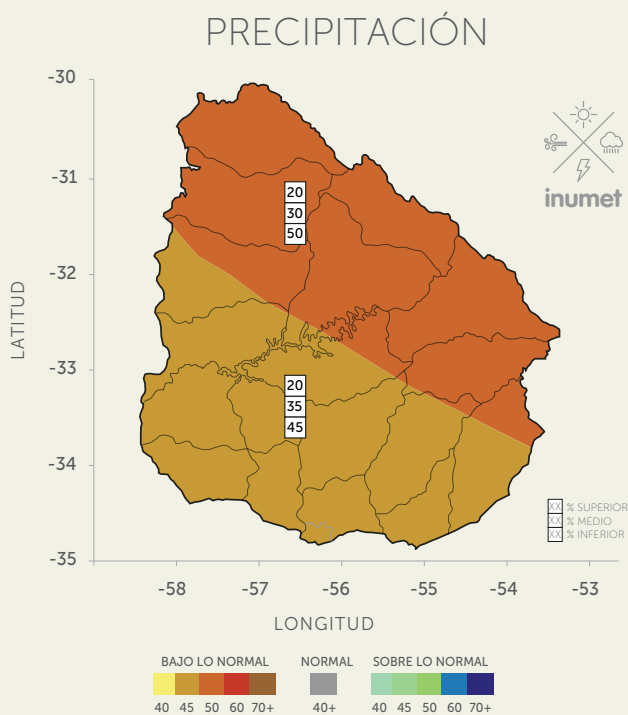 PRECIPITACIÓN
-30
-31
-32
-33
-34
-35
LATITUD
20
30
50
20
35
45
inumet
XX % SUPERIOR
XX % MEDIO
XX % INFERIOR
-58 -57 -56 -55 -54 -53
LONGITUD
BAJO LO NORMAL NORMAL SOBRE LO NORMAL
40 45 50 60 70+ 40+ 40 45 50 60 70+